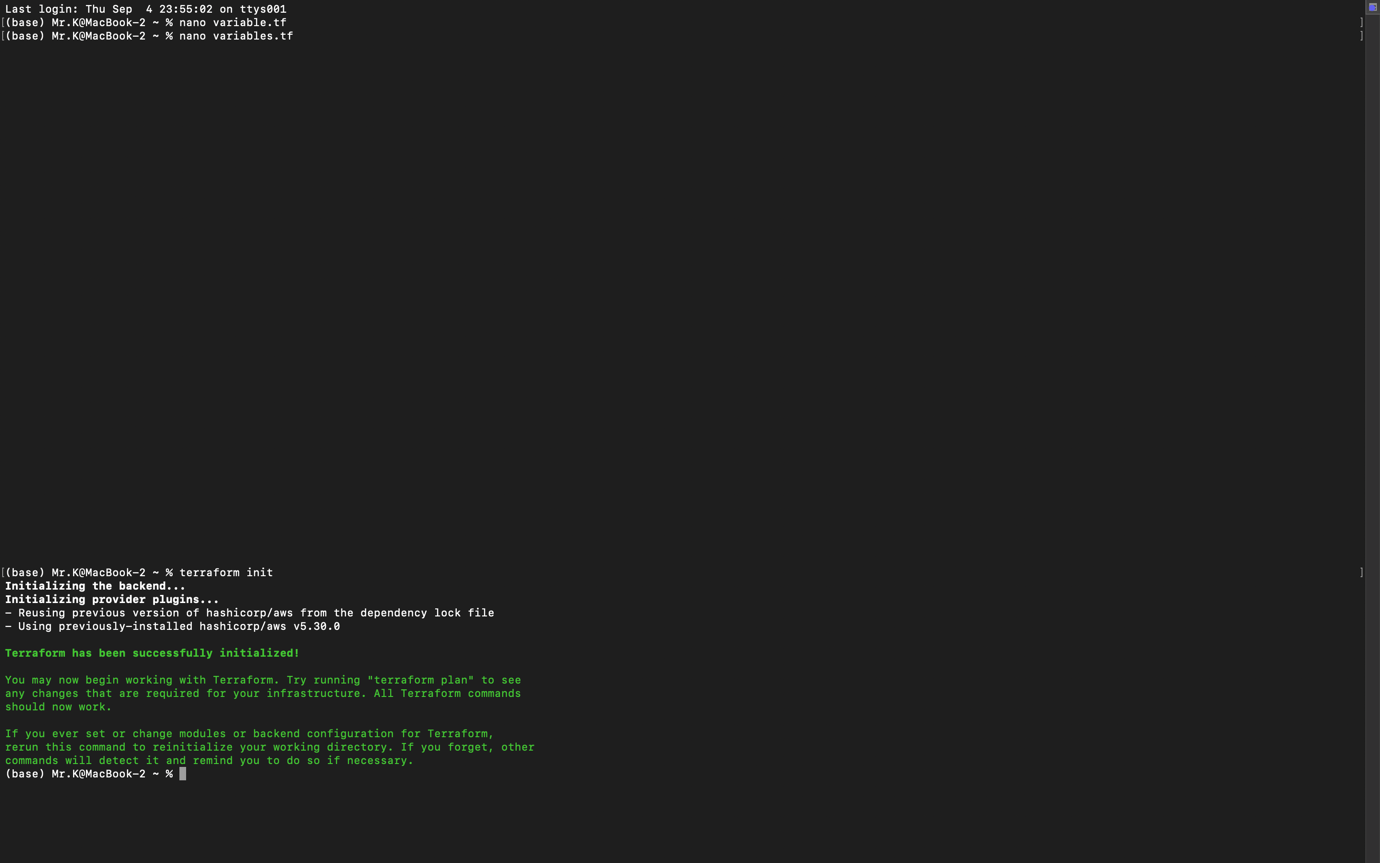 Last login: Thu Sep  4 23:55:02 on ttys001
[(base) Mr.K@MacBook-2 ~ % nano variable.tf ]
[(base) Mr.K@MacBook-2 ~ % nano variables.tf ]
[(base) Mr.K@MacBook-2 ~ % terraform init ]
Initializing the backend...
Initializing provider plugins...
- Reusing previous version of hashicorp/aws from the dependency lock file
- Using previously-installed hashicorp/aws v5.30.0
Terraform has been successfully initialized!
You may now begin working with Terraform. Try running "terraform plan" to see
any changes that are required for your infrastructure. All Terraform commands
should now work.
If you ever set or change modules or backend configuration for Terraform,
rerun this command to reinitialize your working directory. If you forget, other
commands will detect it and remind you to do so if necessary.
(base) Mr.K@MacBook-2 ~ %